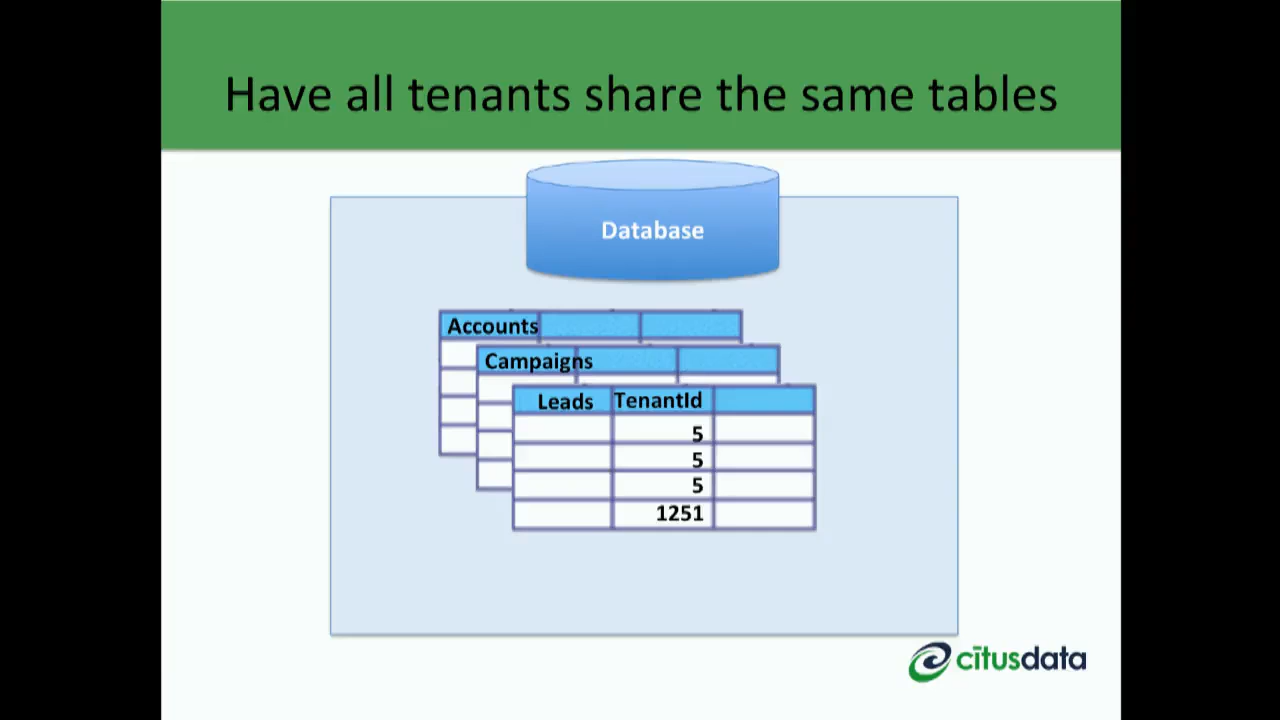 Have all tenants share the same tables
Database
Accounts
Campaigns
Leads TenantId
5
5
5
1251
citusdata